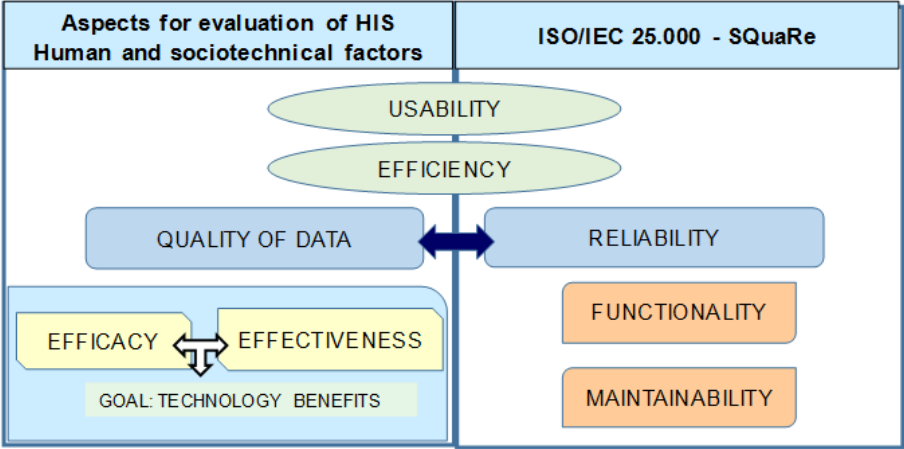 Aspects for evaluation of HIS
Human and sociotechnical factors
ISO/IEC 25.000 - SQuaRe
USABILITY
EFFICIENCY
QUALITY OF DATA
RELIABILITY
FUNCTIONALITY
EFFICACY
EFFECTIVENESS
GOAL: TECHNOLOGY BENEFITS
MAINTAINABILITY